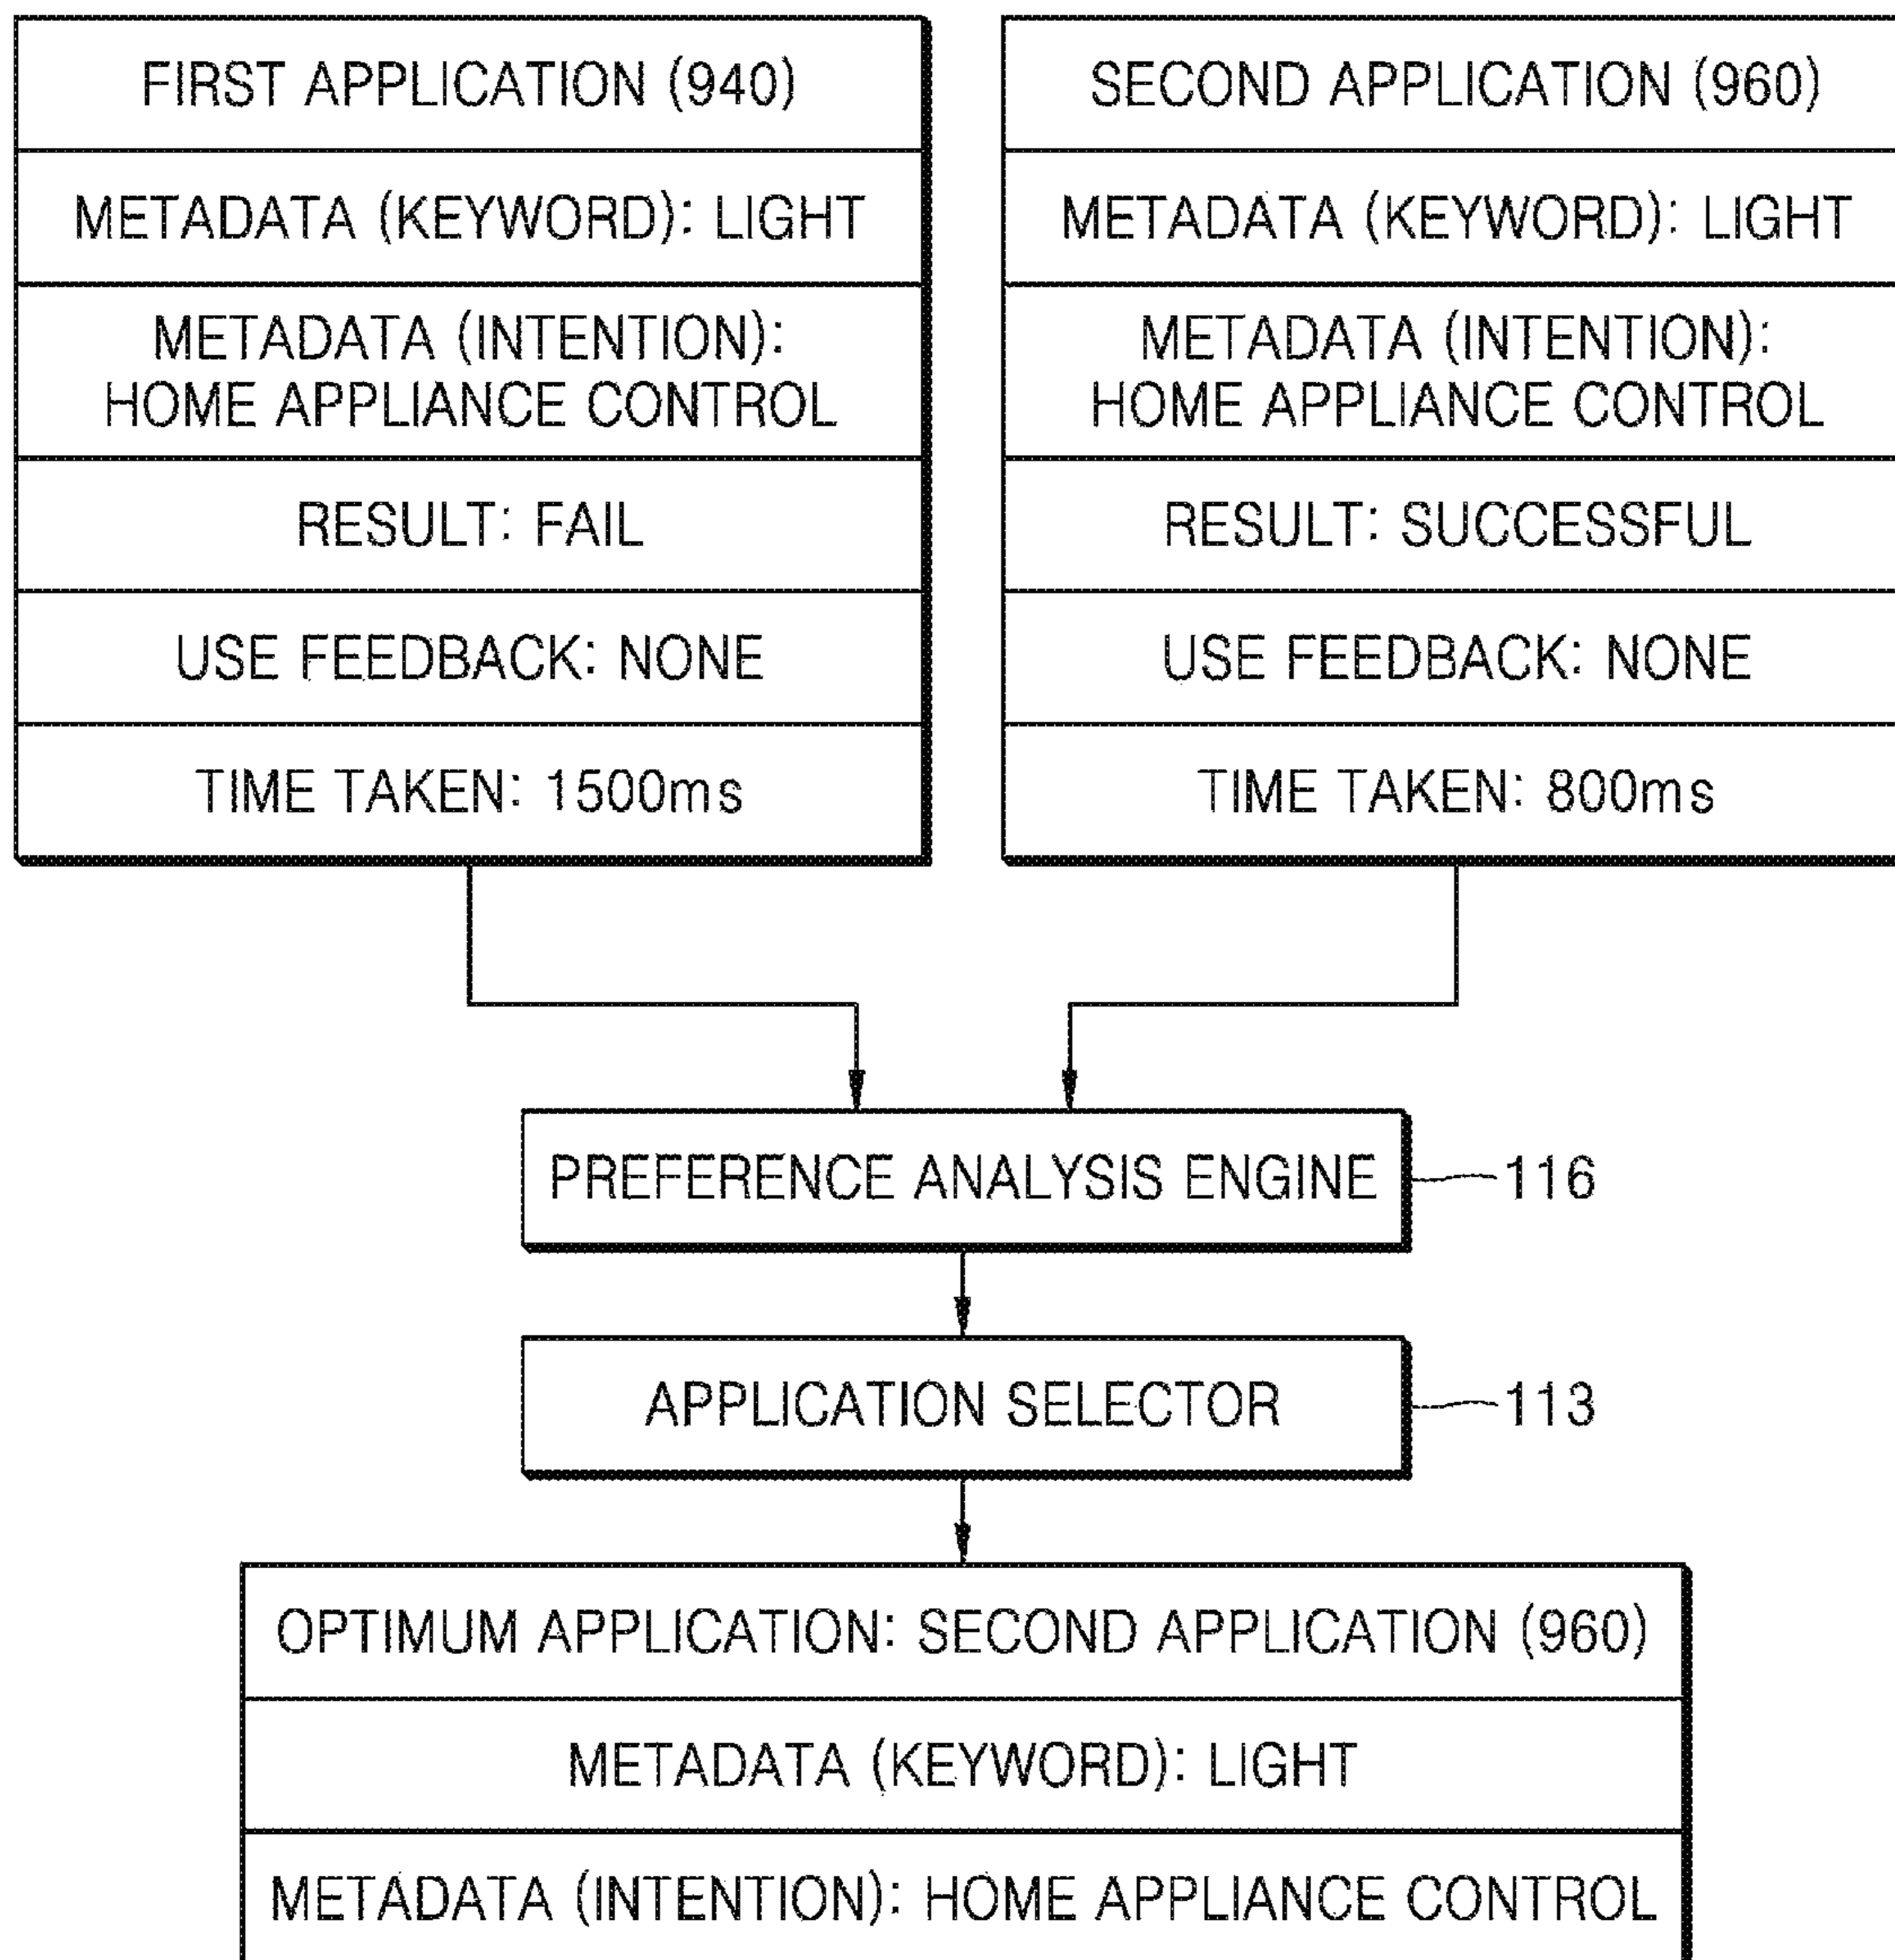 FIRST APPLICATION (940)
METADATA (KEYWORD): LIGHT
METADATA (INTENTION):
HOME APPLIANCE CONTROL
RESULT: FAIL
USE FEEDBACK: NONE
TIME TAKEN: 1500ms
SECOND APPLICATION (960)
METADATA (KEYWORD): LIGHT
METADATA (INTENTION):
HOME APPLIANCE CONTROL
RESULT: SUCCESSFUL
USE FEEDBACK: NONE
TIME TAKEN: 800ms
PREFERENCE ANALYSIS ENGINE
116
APPLICATION SELECTOR
113
OPTIMUM APPLICATION: SECOND APPLICATION (960)
METADATA (KEYWORD): LIGHT
METADATA (INTENTION): HOME APPLIANCE CONTROL